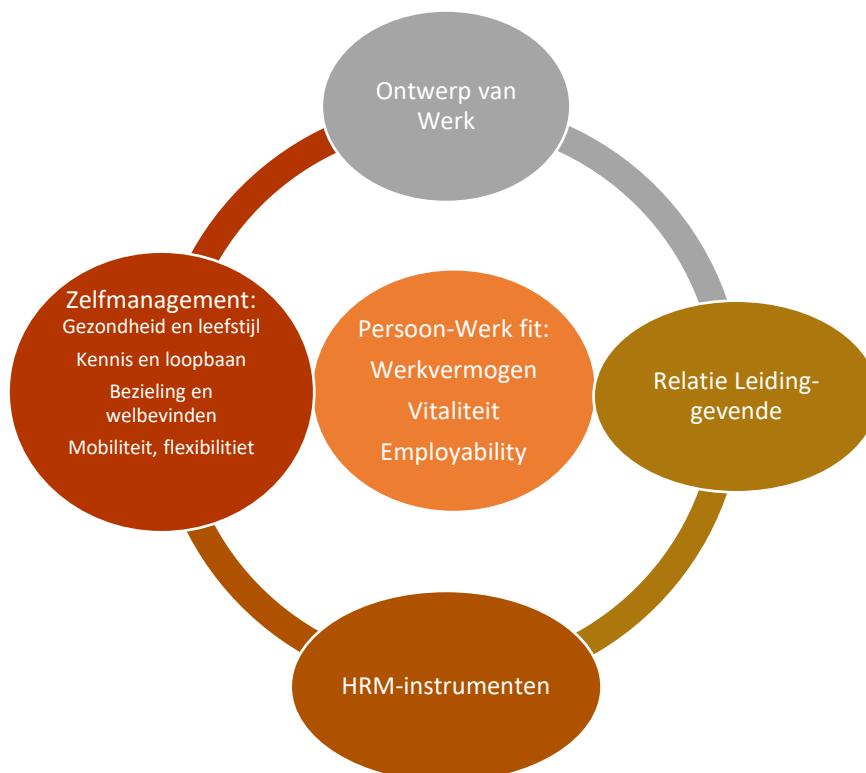 Ontwerp van
Werk
Zelfmanagement:
Gezondheid en leefstijl
Kennis en loopbaan
Bezieling en
welbevinden
Mobiliteit, flexibilitiet
Persoon-Werk fit:
Werkvermogen
Vitaliteit
Employability
Relatie Leiding-
gevende
HRM-instrumenten